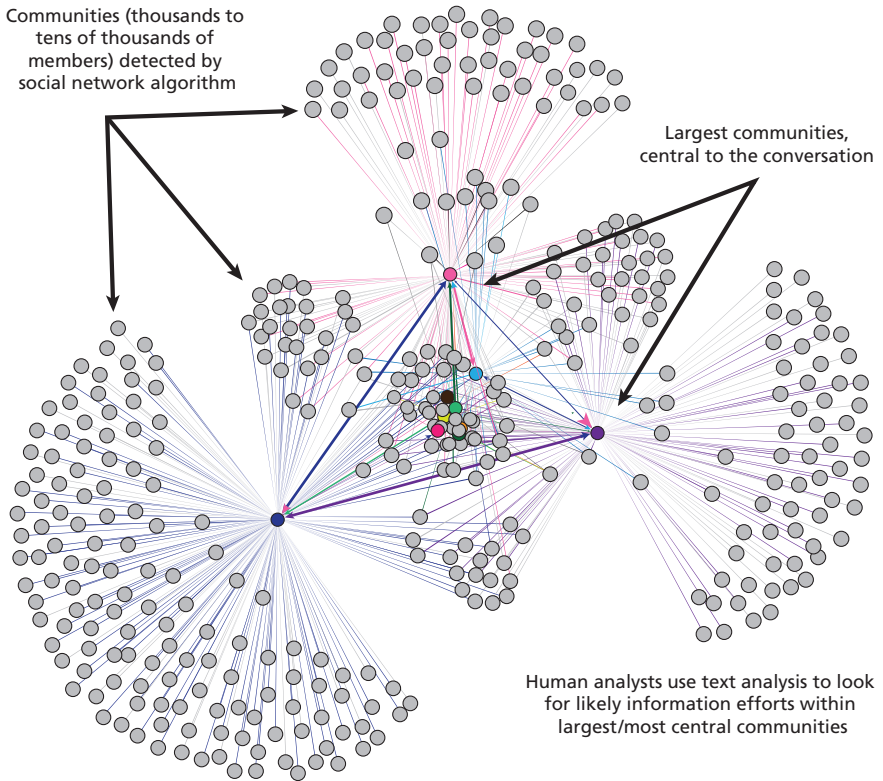 Communities (thousands to
tens of thousands of
members) detected by
social network algorithm
Largest communities,
central to the conversation
Human analysts use text analysis to look
for likely information efforts within
largest/most central communities